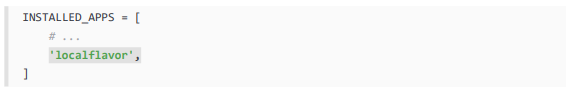 INSTALLED_APPS = [
    # ...
    'localflavor',
]